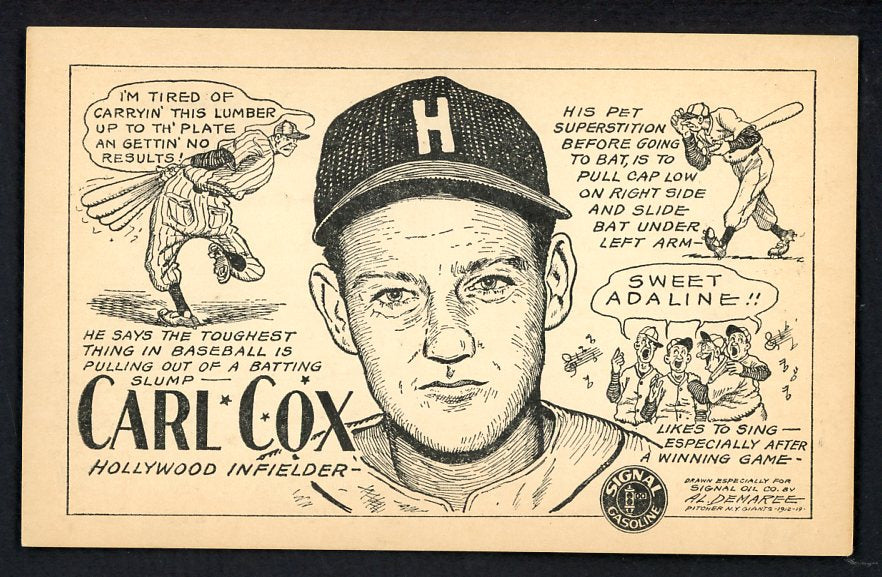 I'M TIRED OF
CARRYIN' THIS LUMBER
UP TO TH' PLATE
AN GETTIN' NO
RESULTS!
HE SAYS THE TOUGHEST
THING IN BASEBALL IS
PULLING OUT OF A BATTING
SLUMP—
CARL COX
HOLLYWOOD INFIELDER-
H
HIS PET
SUPERSTITION
BEFORE GOING
TO BAT, IS TO
PULL CAP LOW
ON RIGHT SIDE
AND SLIDE
BAT UNDER
LEFT ARM-
SWEET
ADALINE!!
LIKES TO SING—
ESPECIALLY AFTER
A WINNING GAME--
SIGNAL
GASOLINE
DRAWN ESPECIALLY FOR
SIGNAL OIL CO. BY
AL. DEMAREE
PITCHER N.Y. GIANTS-1912-19-